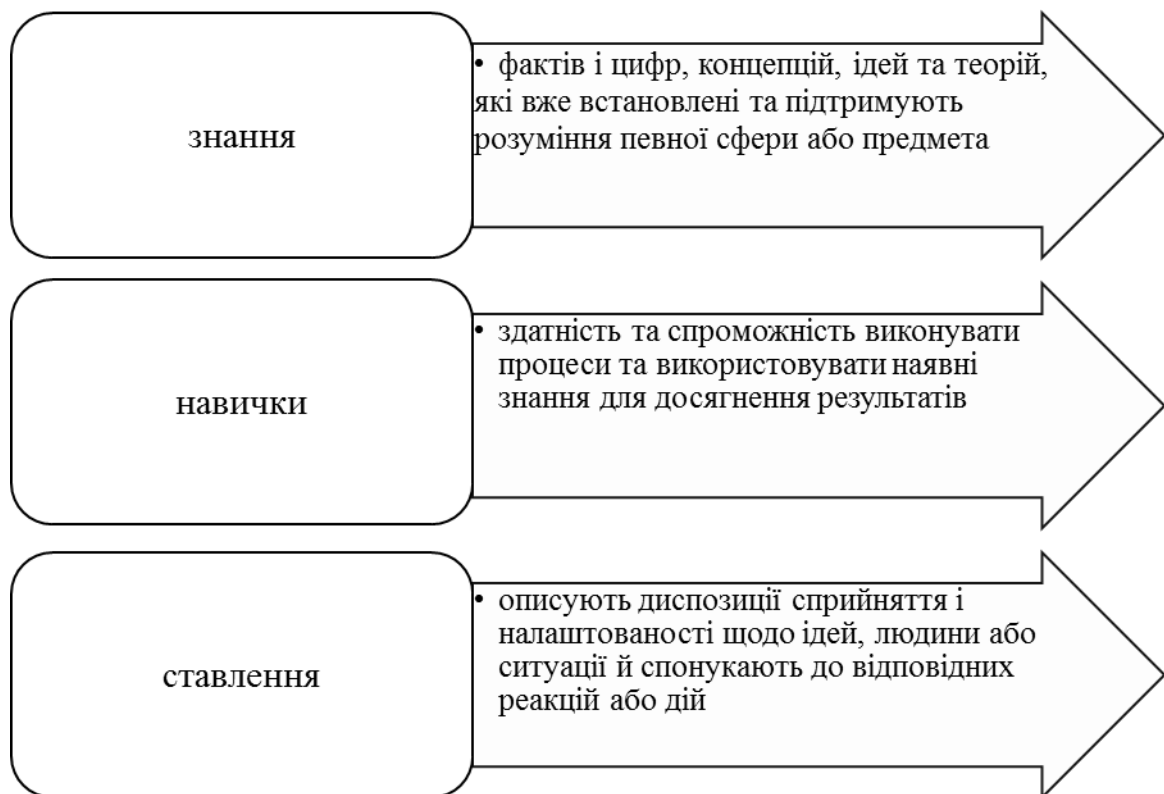 знання
• фактів і цифр, концепцій, ідей та теорій,
які вже встановлені та підтримують
розуміння певної сфери або предмета
навички
• здатність та спроможність виконувати
процеси та використовувати наявні
знання для досягнення результатів
ставлення
• описують диспозиції сприйняття і
налаштованості щодо ідей, людини або
ситуації й спонукають до відповідних
реакцій або дій